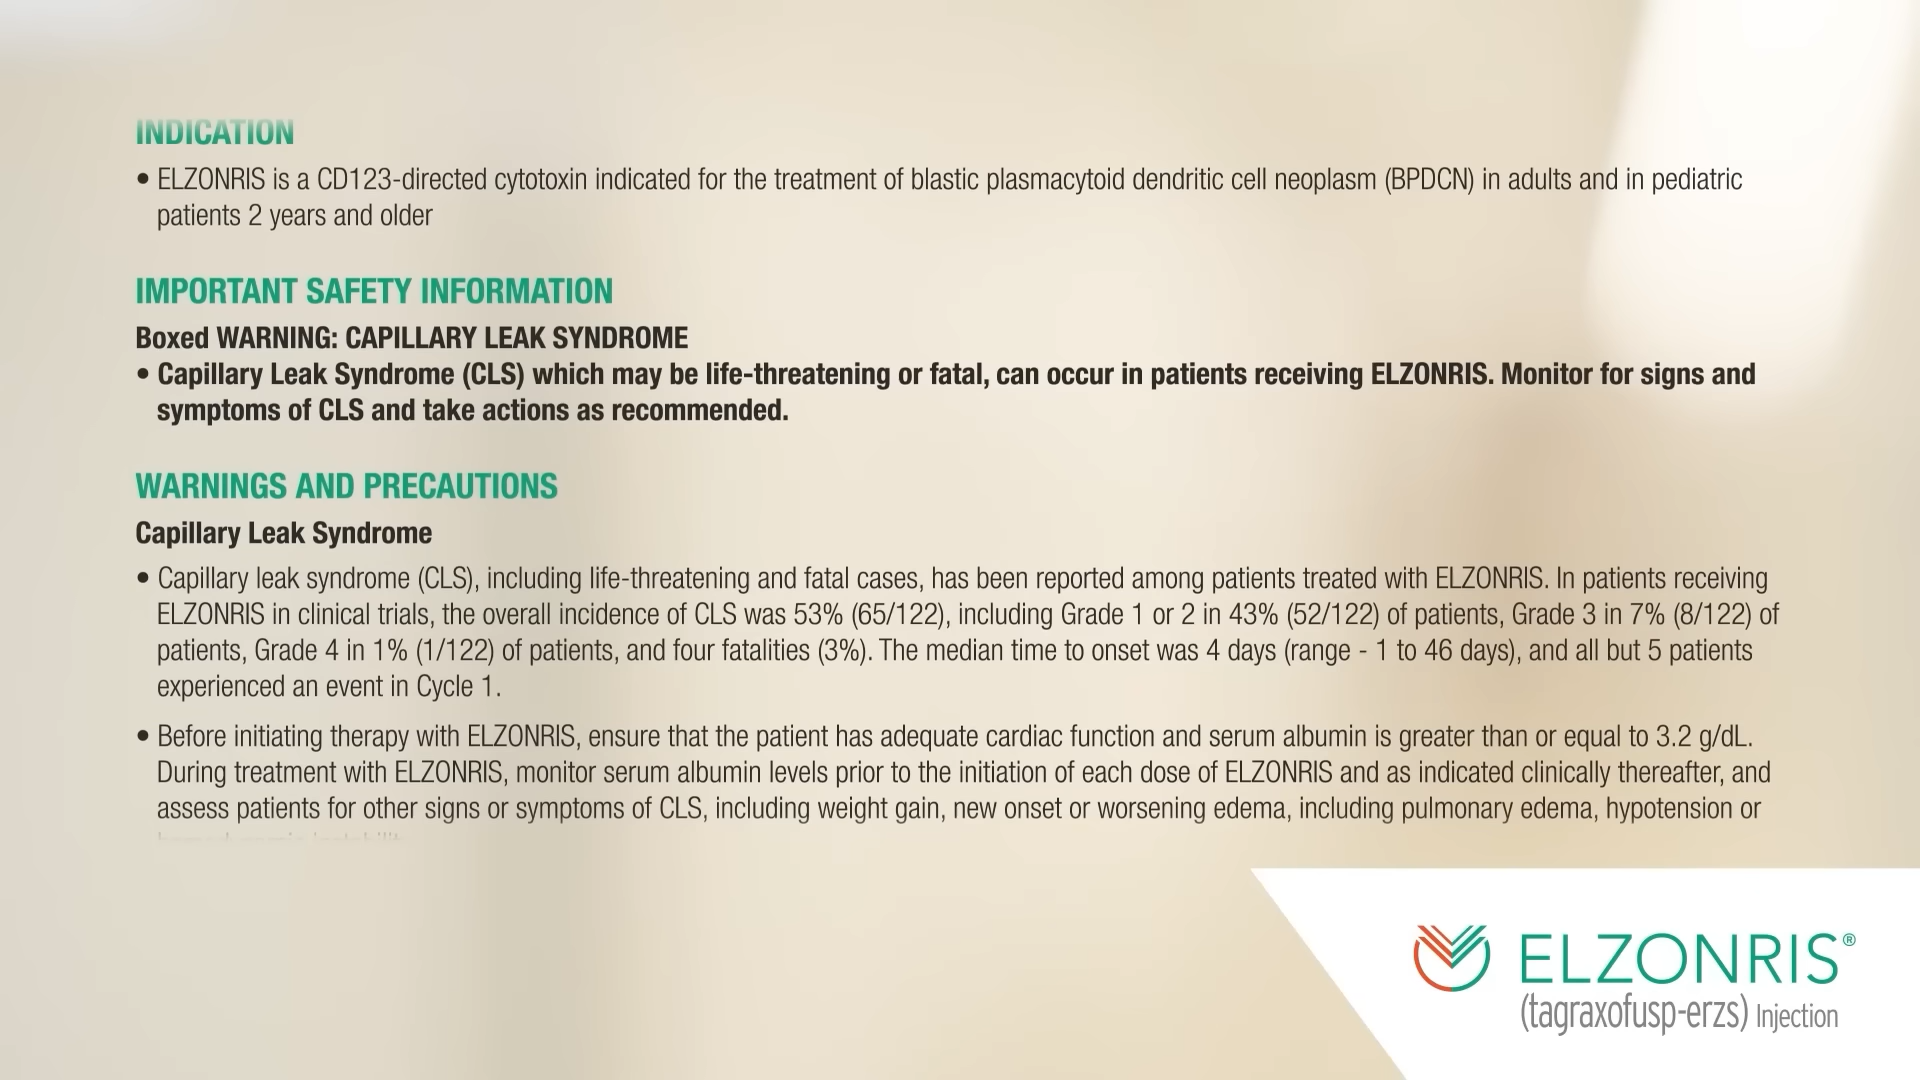 INDICATION
• ELZONRIS is a CD123-directed cytotoxin indicated for the treatment of blastic plasmacytoid dendritic cell neoplasm (BPDCN) in adults and in pediatric
patients 2 years and older
IMPORTANT SAFETY INFORMATION
Boxed WARNING: CAPILLARY LEAK SYNDROME
• Capillary Leak Syndrome (CLS) which may be life-threatening or fatal, can occur in patients receiving ELZONRIS. Monitor for signs and
symptoms of CLS and take actions as recommended.
WARNINGS AND PRECAUTIONS
Capillary Leak Syndrome
• Capillary leak syndrome (CLS), including life-threatening and fatal cases, has been reported among patients treated with ELZONRIS. In patients receiving
ELZONRIS in clinical trials, the overall incidence of CLS was 53% (65/122), including Grade 1 or 2 in 43% (52/122) of patients, Grade 3 in 7% (8/122) of
patients, Grade 4 in 1% (1/122) of patients, and four fatalities (3%). The median time to onset was 4 days (range - 1 to 46 days), and all but 5 patients
experienced an event in Cycle 1.
• Before initiating therapy with ELZONRIS, ensure that the patient has adequate cardiac function and serum albumin is greater than or equal to 3.2 g/dL.
During treatment with ELZONRIS, monitor serum albumin levels prior to the initiation of each dose of ELZONRIS and as indicated clinically thereafter, and
assess patients for other signs or symptoms of CLS, including weight gain, new onset or worsening edema, including pulmonary edema, hypotension or
ELZONRIS®
(tagraxofusp-erzs) Injection